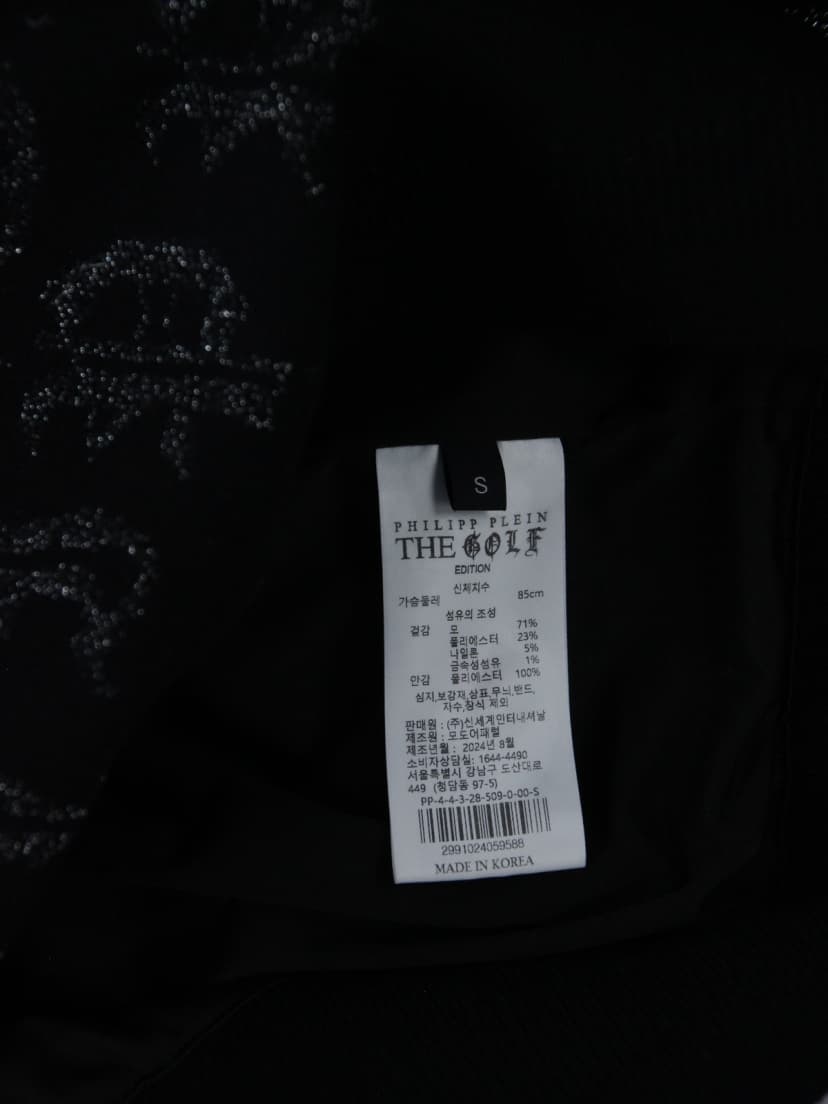 S
PHILIPP PLEIN
THE GOLF
EDITION
신체치수
가슴둘레 85cm
섬유의 조성
겉감 모 71%
폴리에스터 23%
나일론 5%
금속성섬유 1%
안감 폴리에스터 100%
심지,보강재,상표,무늬,밴드,
자수,장식 제외
판매원 : (주)신세계인터내셔날
제조원 : 모도어패럴
제조년월 : 2024년 8월
소비자상담실: 1644-4490
서울특별시 강남구 도산대로
449 (청담동 97-5)
PP-4-4-3-28-509-0-00-S
2991024059588
MADE IN KOREA